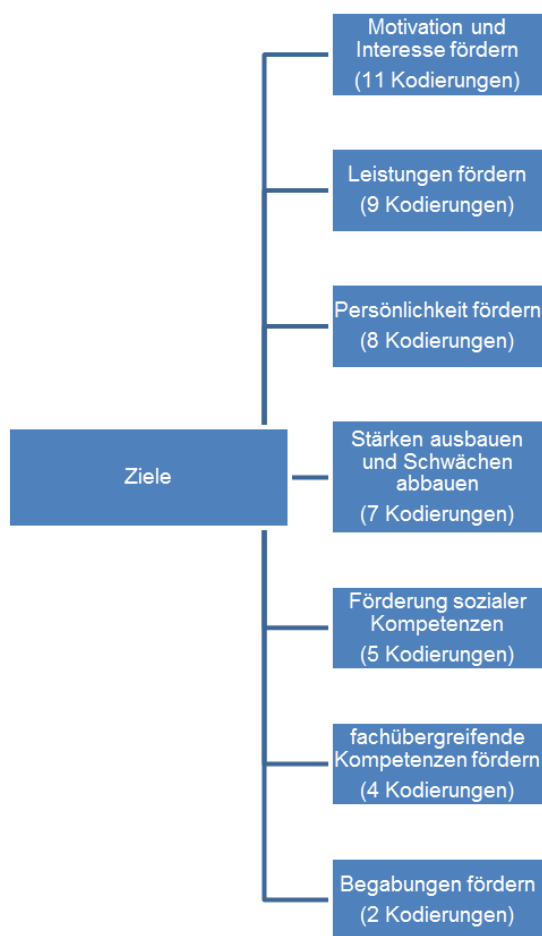 Motivation und
Interesse fördern
(11 Kodierungen)
Leistungen fördern
(9 Kodierungen)
Persönlichkeit fördern
(8 Kodierungen)
Ziele
Stärken ausbauen
und Schwächen
abbauen
(7 Kodierungen)
Förderung sozialer
Kompetenzen
(5 Kodierungen)
fachübergreifende
Kompetenzen fördern
(4 Kodierungen)
Begabungen fördern
(2 Kodierungen)